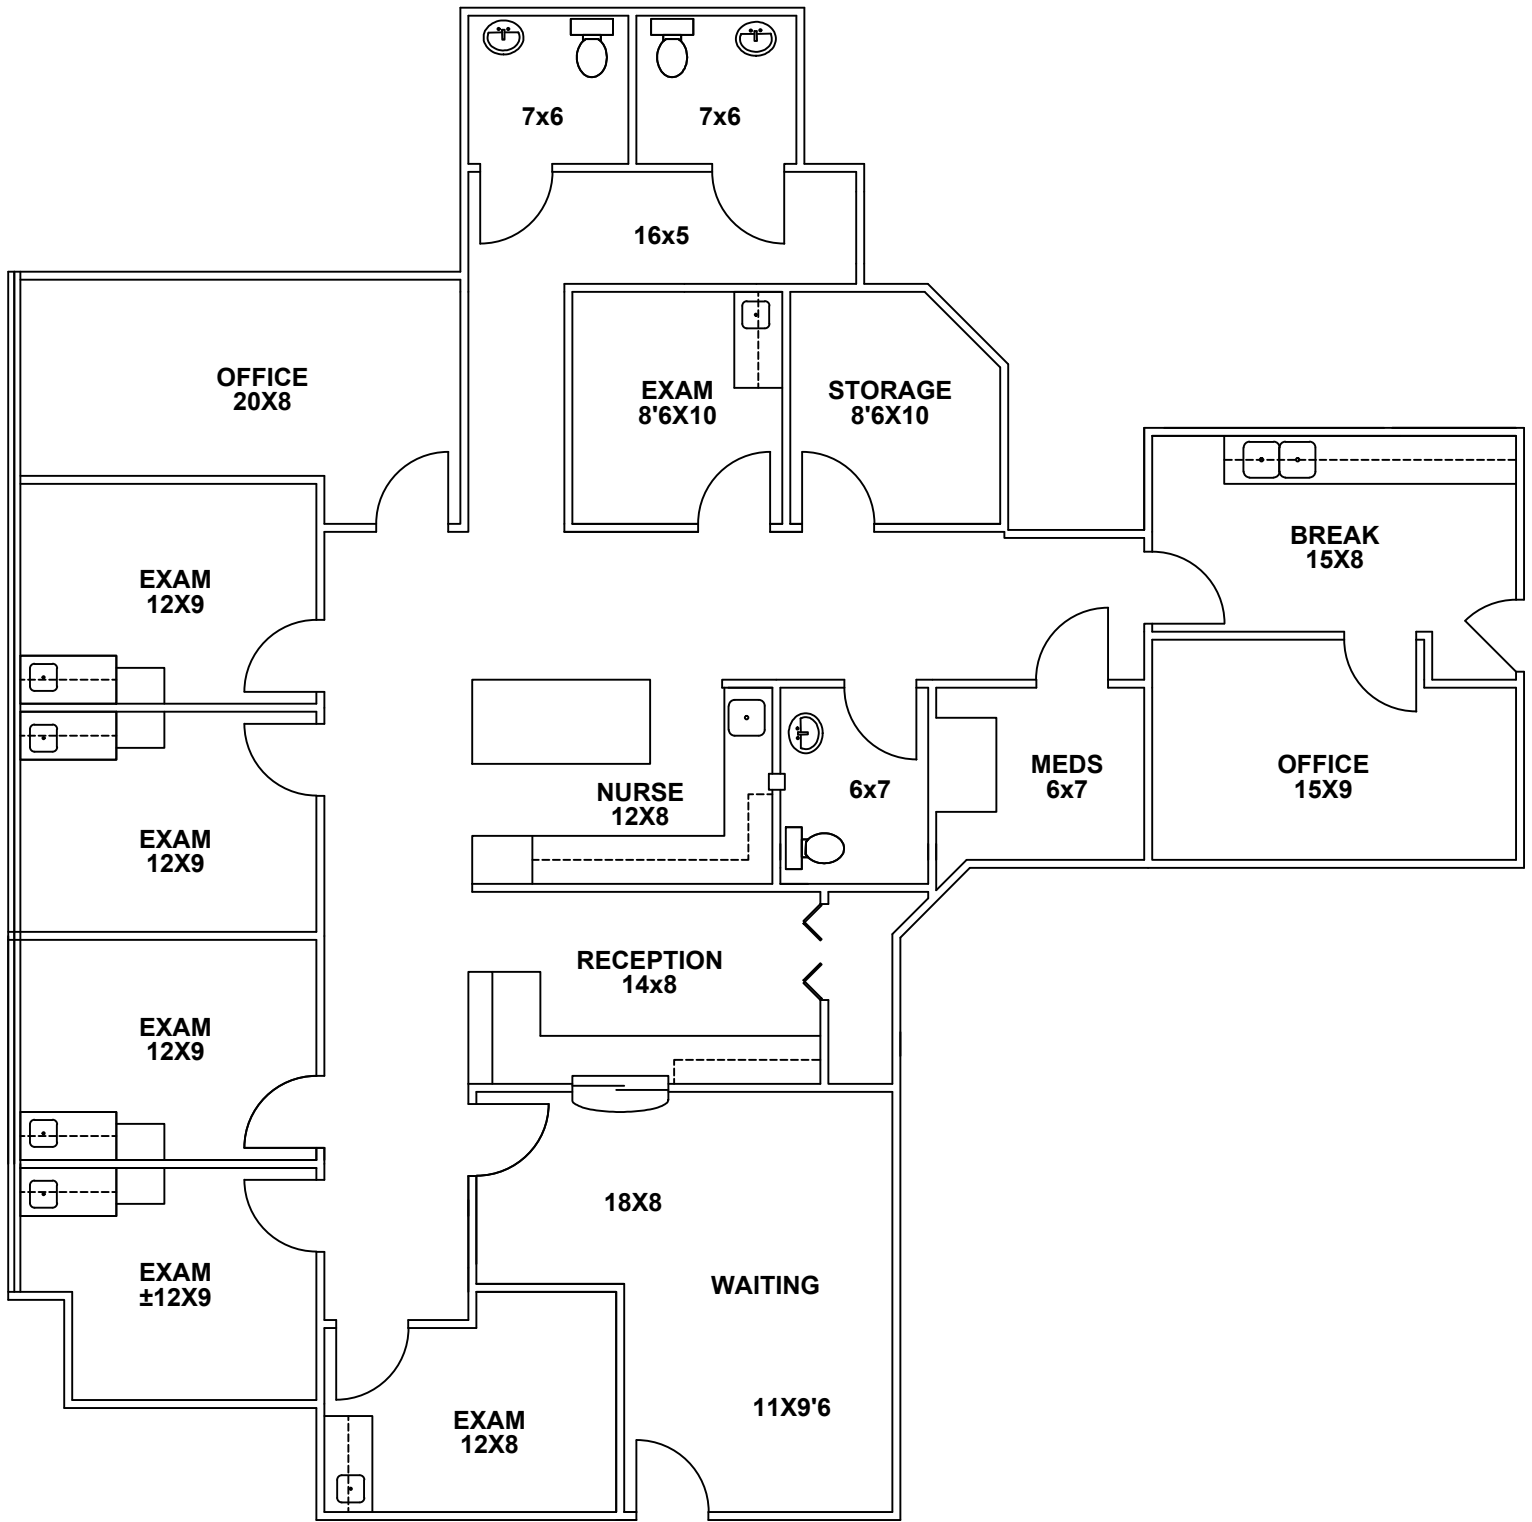 7x6
7x6
16x5
OFFICE
20X8
EXAM
8'6X10
STORAGE
8'6X10
BREAK
15X8
EXAM
12X9
NURSE
12X8
6x7
MEDS
6x7
OFFICE
15X9
EXAM
12X9
RECEPTION
14x8
EXAM
12X9
18X8
WAITING
EXAM
±12X9
11X9'6
EXAM
12X8